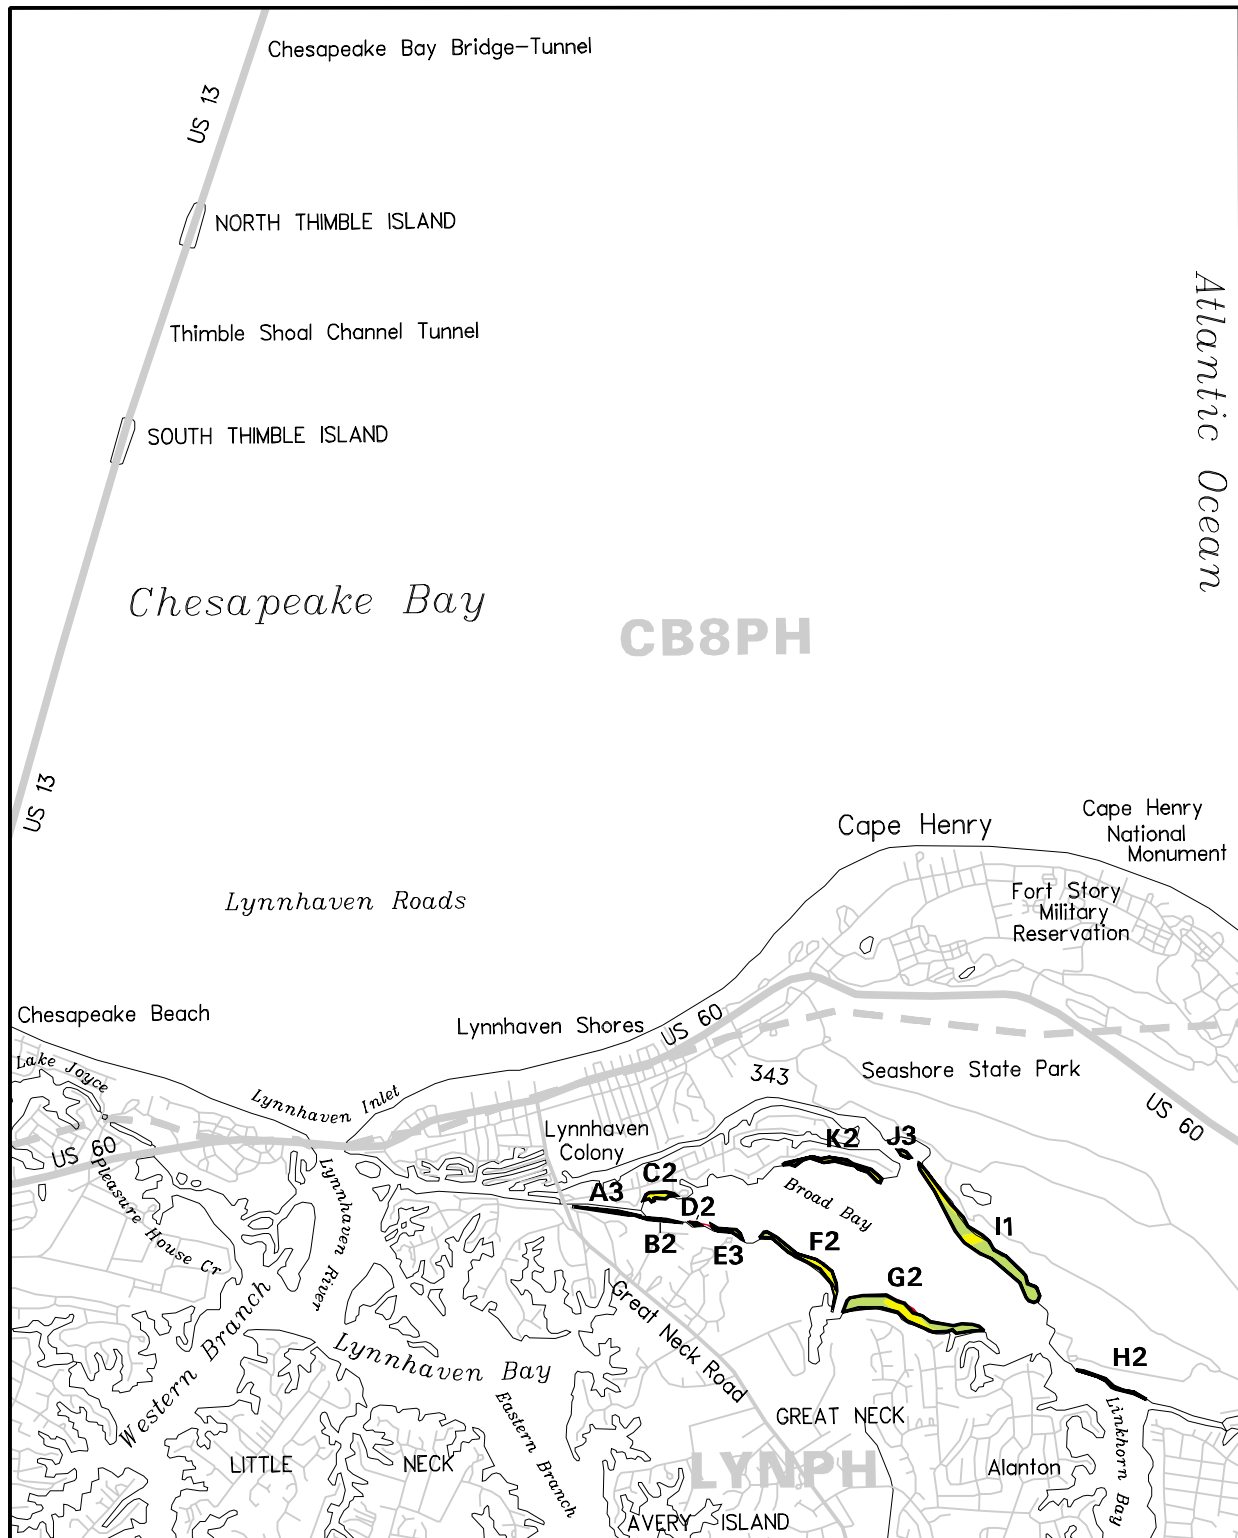 Chesapeake Bay Bridge-Tunnel
US 13
NORTH THIMBLE ISLAND
Thimble Shoal Channel Tunnel
SOUTH THIMBLE ISLAND
Atlantic Ocean
Chesapeake Bay
CB8PH
US 13
Cape Henry
Cape Henry
National
Monument
Fort Story
Military
Reservation
Lynnhaven Roads
Chesapeake Beach
Lynnhaven Shores
US 60
Lake Joyce
Lynnhaven Inlet
343
Seashore State Park
US 60
US 60
Lynnhaven
Colony
K2
J3
Pleasure House Cr
Lynnhaven River
A3
C2
D2
Broad Bay
B2
E3
F2
I1
G2
Great Neck Road
Western Branch
Lynnhaven Bay
H2
Eastern Branch
GREAT NECK
Linkhorn Bay
LITTLE NECK
LYNPH
Alanton
AVERY ISLAND